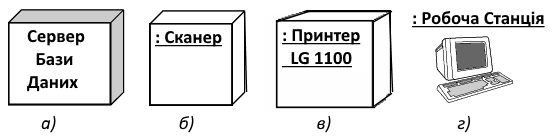 Сервер
Бази
Даних
: Сканер
: Принтер
LG 1100
: Робоча Станція
а)
б)
в)
г)